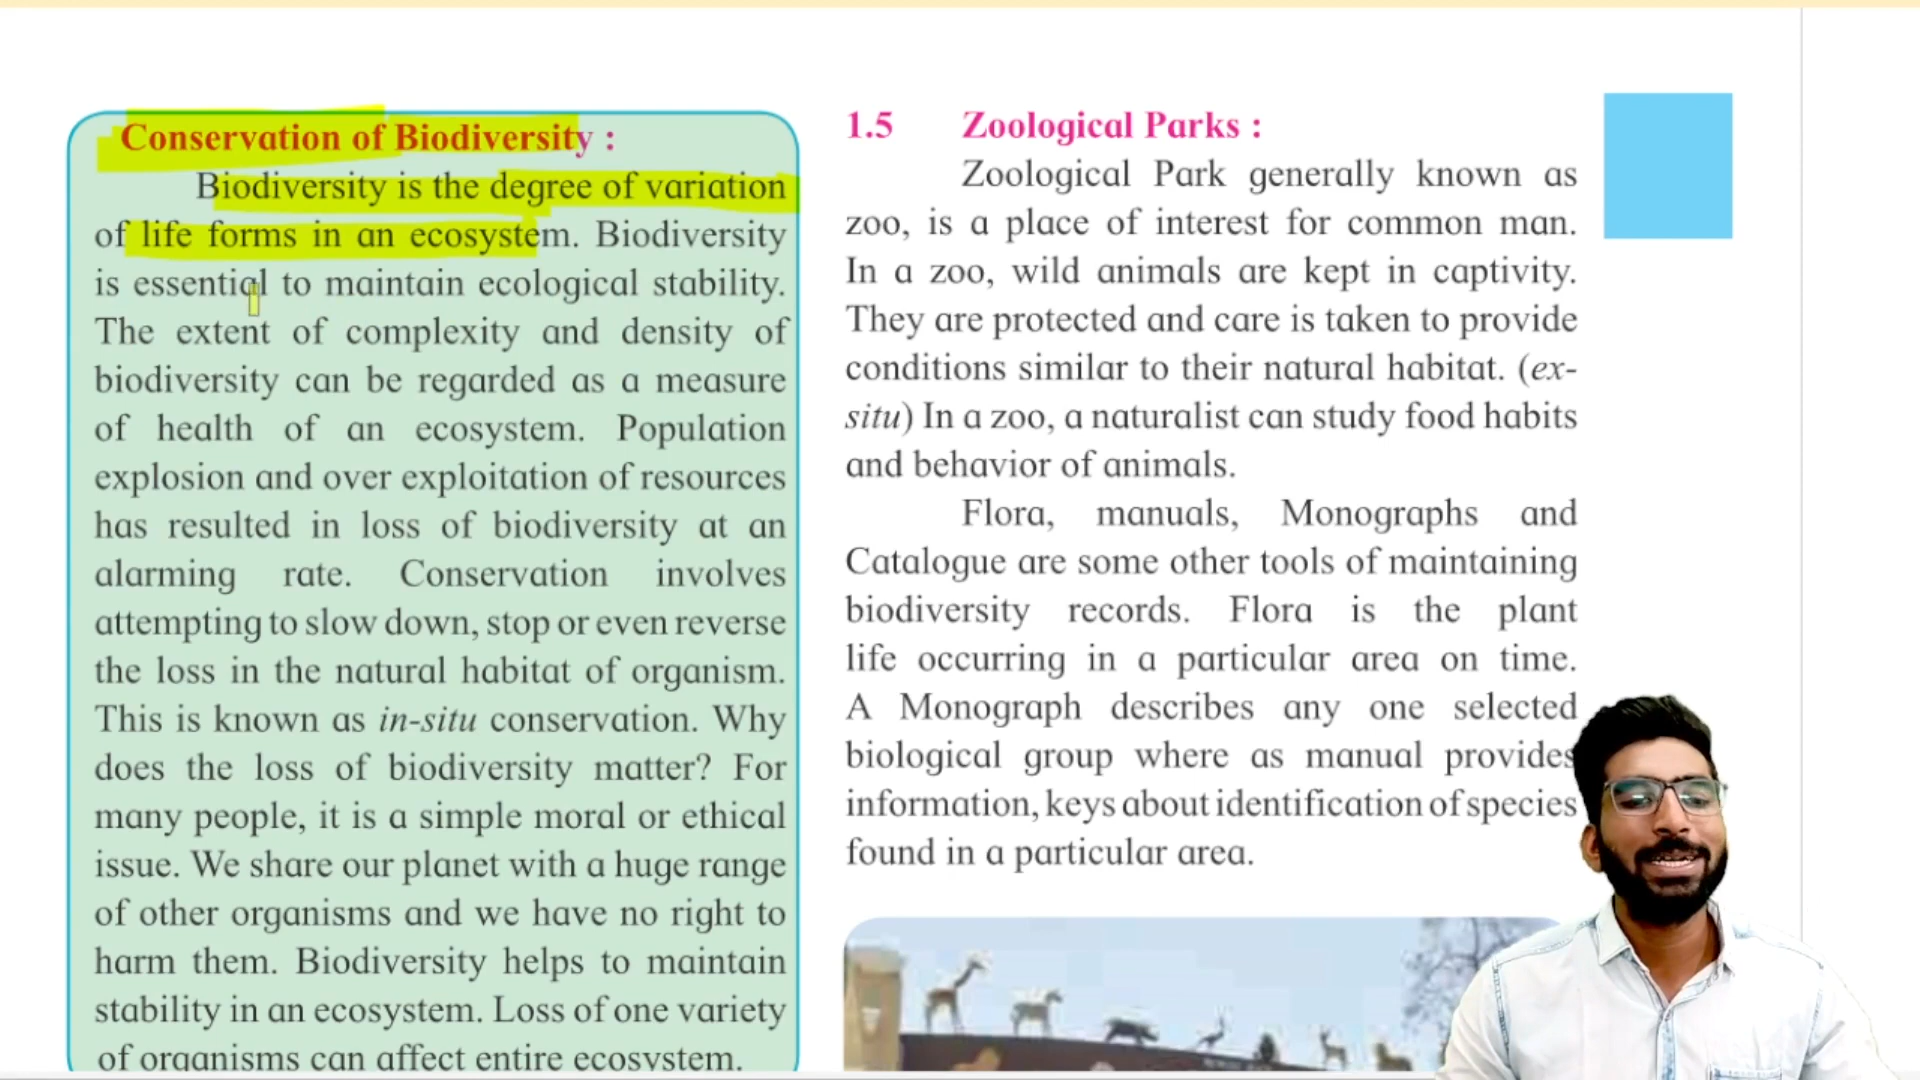 Conservation of Biodiversity :
Biodiversity is the degree of variation
of life forms in an ecosystem. Biodiversity
is essential to maintain ecological stability.
The extent of complexity and density of
biodiversity can be regarded as a measure
of health of an ecosystem. Population
explosion and over exploitation of resources
has resulted in loss of biodiversity at an
alarming rate. Conservation involves
attempting to slow down, stop or even reverse
the loss in the natural habitat of organism.
This is known as in-situ conservation. Why
does the loss of biodiversity matter? For
many people, it is a simple moral or ethical
issue. We share our planet with a huge range
of other organisms and we have no right to
harm them. Biodiversity helps to maintain
stability in an ecosystem. Loss of one variety
of organisms can affect entire ecosystem.
1.5 Zoological Parks :
Zoological Park generally known as
zoo, is a place of interest for common man.
In a zoo, wild animals are kept in captivity.
They are protected and care is taken to provide
conditions similar to their natural habitat. (ex-
situ) In a zoo, a naturalist can study food habits
and behavior of animals.
Flora, manuals, Monographs and
Catalogue are some other tools of maintaining
biodiversity records. Flora is the plant
life occurring in a particular area on time.
A Monograph describes any one selected
biological group where as manual provides
information, keys about identification of species
found in a particular area.